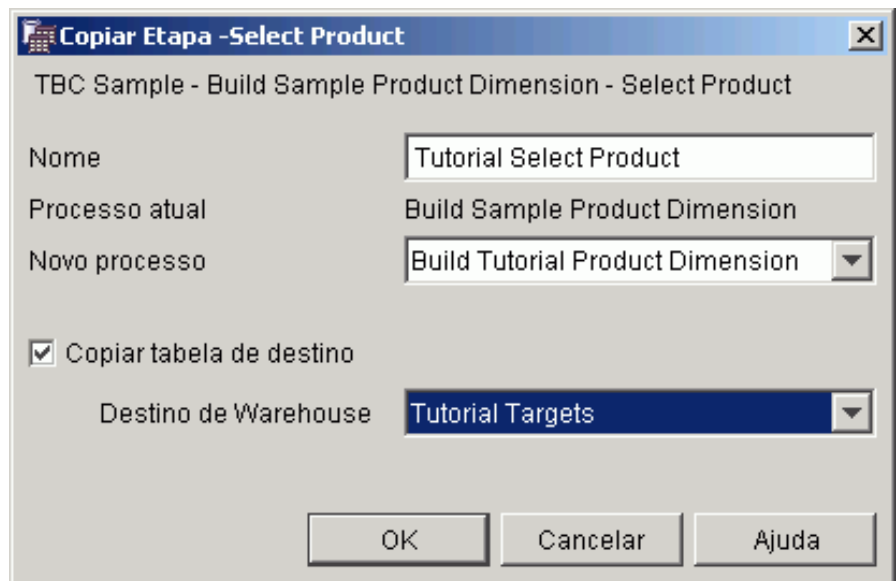 Copiar Etapa -Select Product
TBC Sample - Build Sample Product Dimension - Select Product
Nome Tutorial Select Product
Processo atual Build Sample Product Dimension
Novo processo Build Tutorial Product Dimension
Copiar tabela de destino
Destino de Warehouse Tutorial Targets
OK Cancelar Ajuda